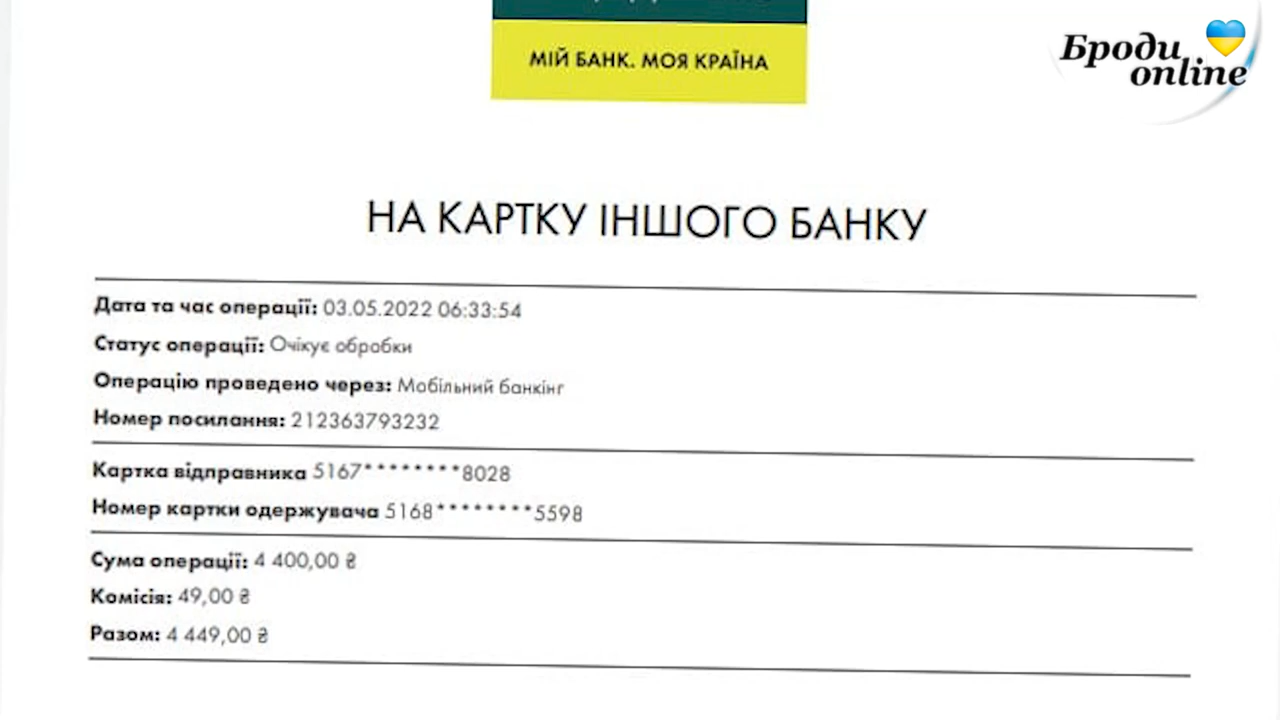 Броди
online
МІЙ БАНК. МОЯ КРАЇНА
НА КАРТКУ ІНШОГО БАНКУ
Дата та час операції: 03.05.2022 06:33:54
Статус операції: Очікує обробки
Операцію проведено через: Мобільний банкінг
Номер посилання: 212363793232
Картка відправника 5167********8028
Номер картки одержувача 5168********5598
Сума операції: 4 400,00 ₴
Комісія: 49,00 ₴
Разом: 4 449,00 ₴